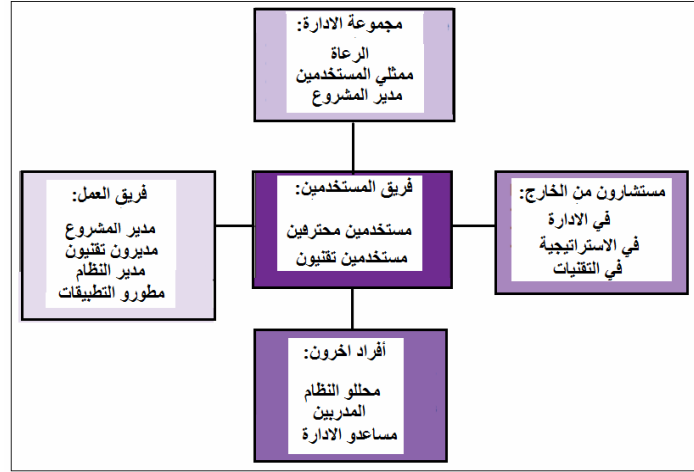 مجموعة الادارة:
الرعاة
ممثلي المستخدمين
مدير المشروع
مستشارون من الخارج:
في الادارة
في الاستراتيجية
في التقنيات
فريق المستخدمين:
مستخدمين محترفين
مستخدمين تقنيون
فريق العمل:
مدير المشروع
مديرون تقنيون
مدير النظام
مطورو التطبيقات
أفراد اخرون:
محللو النظام
المدربين
مساعدو الادارة